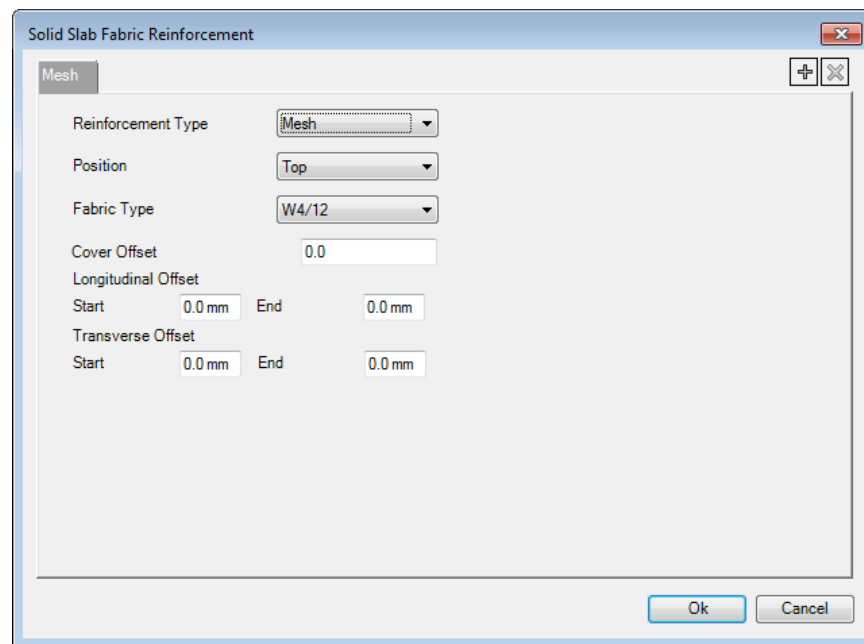 Solid Slab Fabric Reinforcement
Mesh
Reinforcement Type Mesh
Position Top
Fabric Type W4/12
Cover Offset 0.0
Longitudinal Offset
Start 0.0 mm End 0.0 mm
Transverse Offset
Start 0.0 mm End 0.0 mm
Ok Cancel